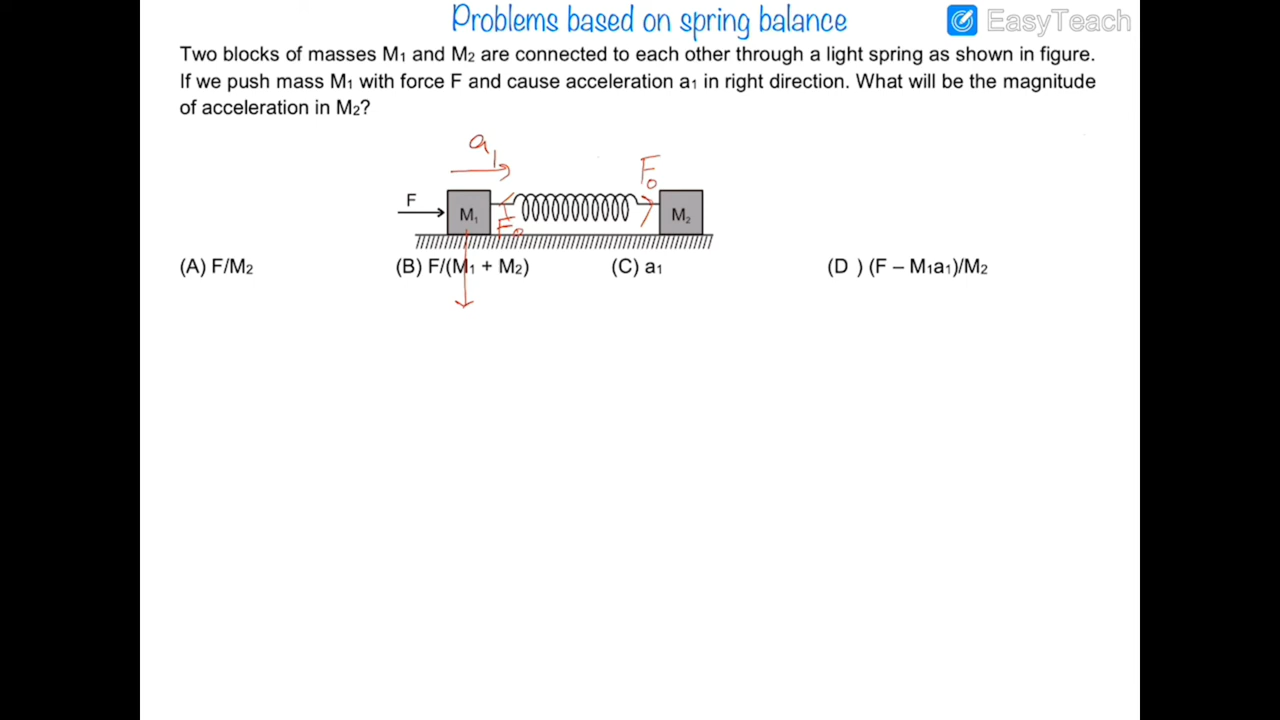 Problems based on spring balance
EasyTeach
Two blocks of masses M₁ and M₂ are connected to each other through a light spring as shown in figure.
If we push mass M₁ with force F and cause acceleration a₁ in right direction. What will be the magnitude
of acceleration in M₂?
a₁
F₀
F
M₁
F₀
M₂
(A) F/M₂
(B) F/(M₁ + M₂)
(C) a₁
(D ) (F – M₁a₁)/M₂